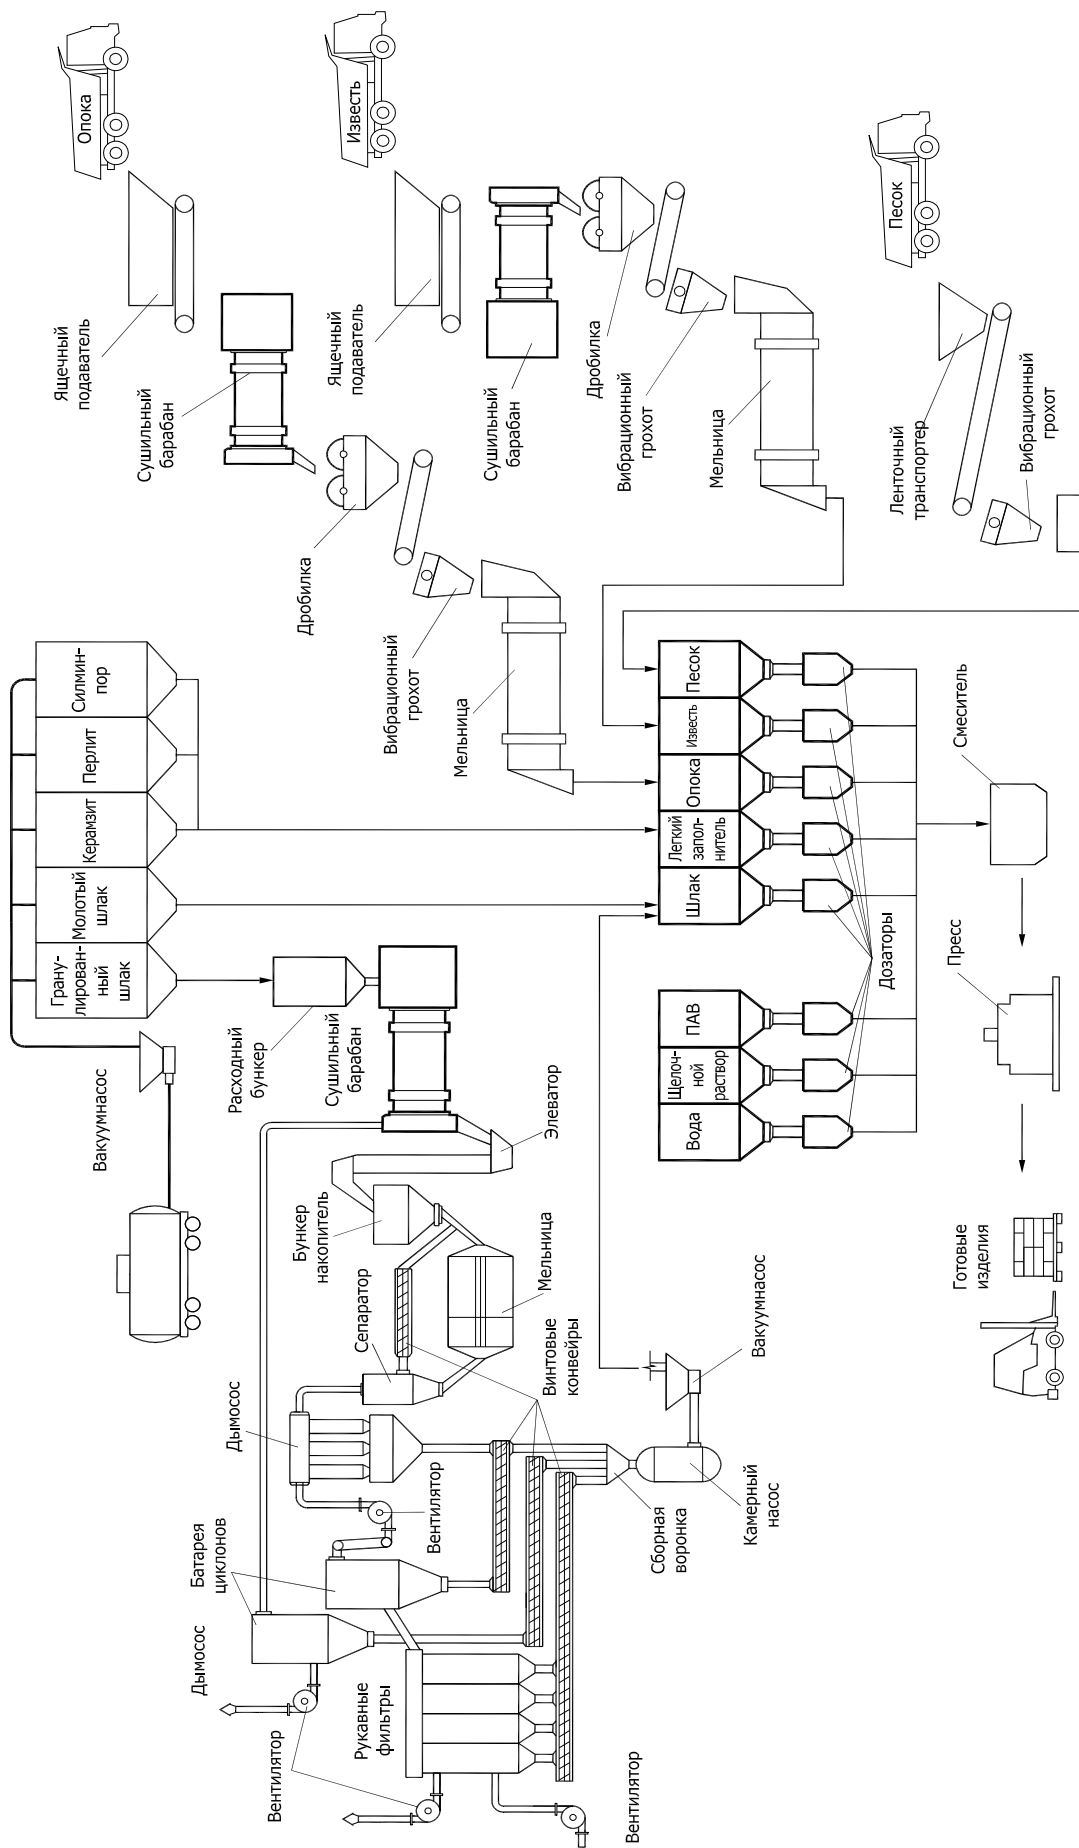 Вакуумнасос
Грану-
лирован-
ный
шлак
Молотый
шлак
Керамзит
Перлит
Силмин-
пор
Ящечный
подаватель
Опока
Сушильный
барабан
Дымосос
Батарея
циклонов
Дымосос
Расходный
бункер
Вентилятор
Рукавные
фильтры
Сепаратор
Бункер
накопитель
Сушильный
барабан
Дробилка
Ящечный
подаватель
Известь
Вентилятор
Вибрационный
грохот
Мельница
Сушильный
барабан
Элеватор
Мельница
Винтовые
конвейры
Дробилка
Вибрационный
грохот
Вентилятор
Сборная
воронка
Камерный
насос
Вакуумнасос
Вода
Щелоч-
ной
раствор
ПАВ
Шлак
Легкий
запол-
нитель
Опока
Известь
Песок
Мельница
Дозаторы
Ленточный
транспортер
Песок
Вибрационный
грохот
Готовые
изделия
Пресс
Смеситель